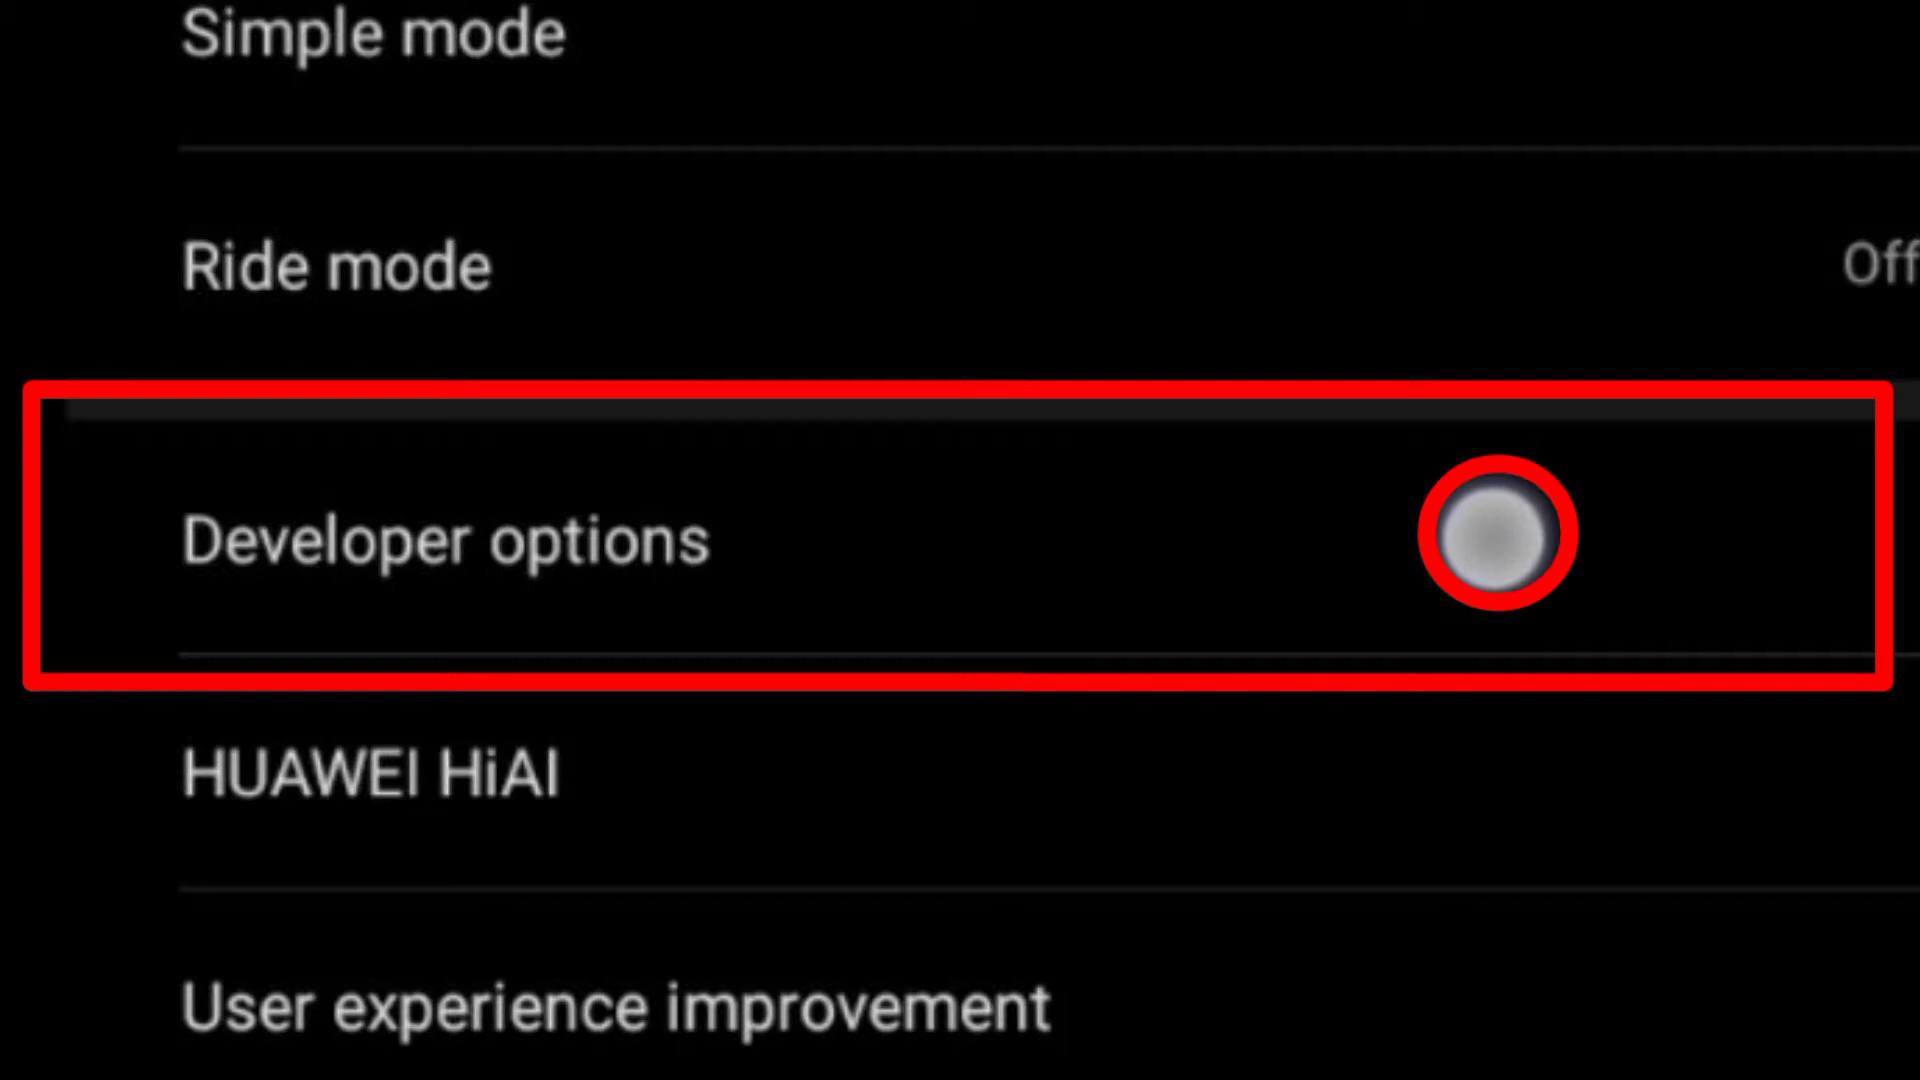 Simple mode
Ride mode
Off
Developer options
HUAWEI HiAI
User experience improvement